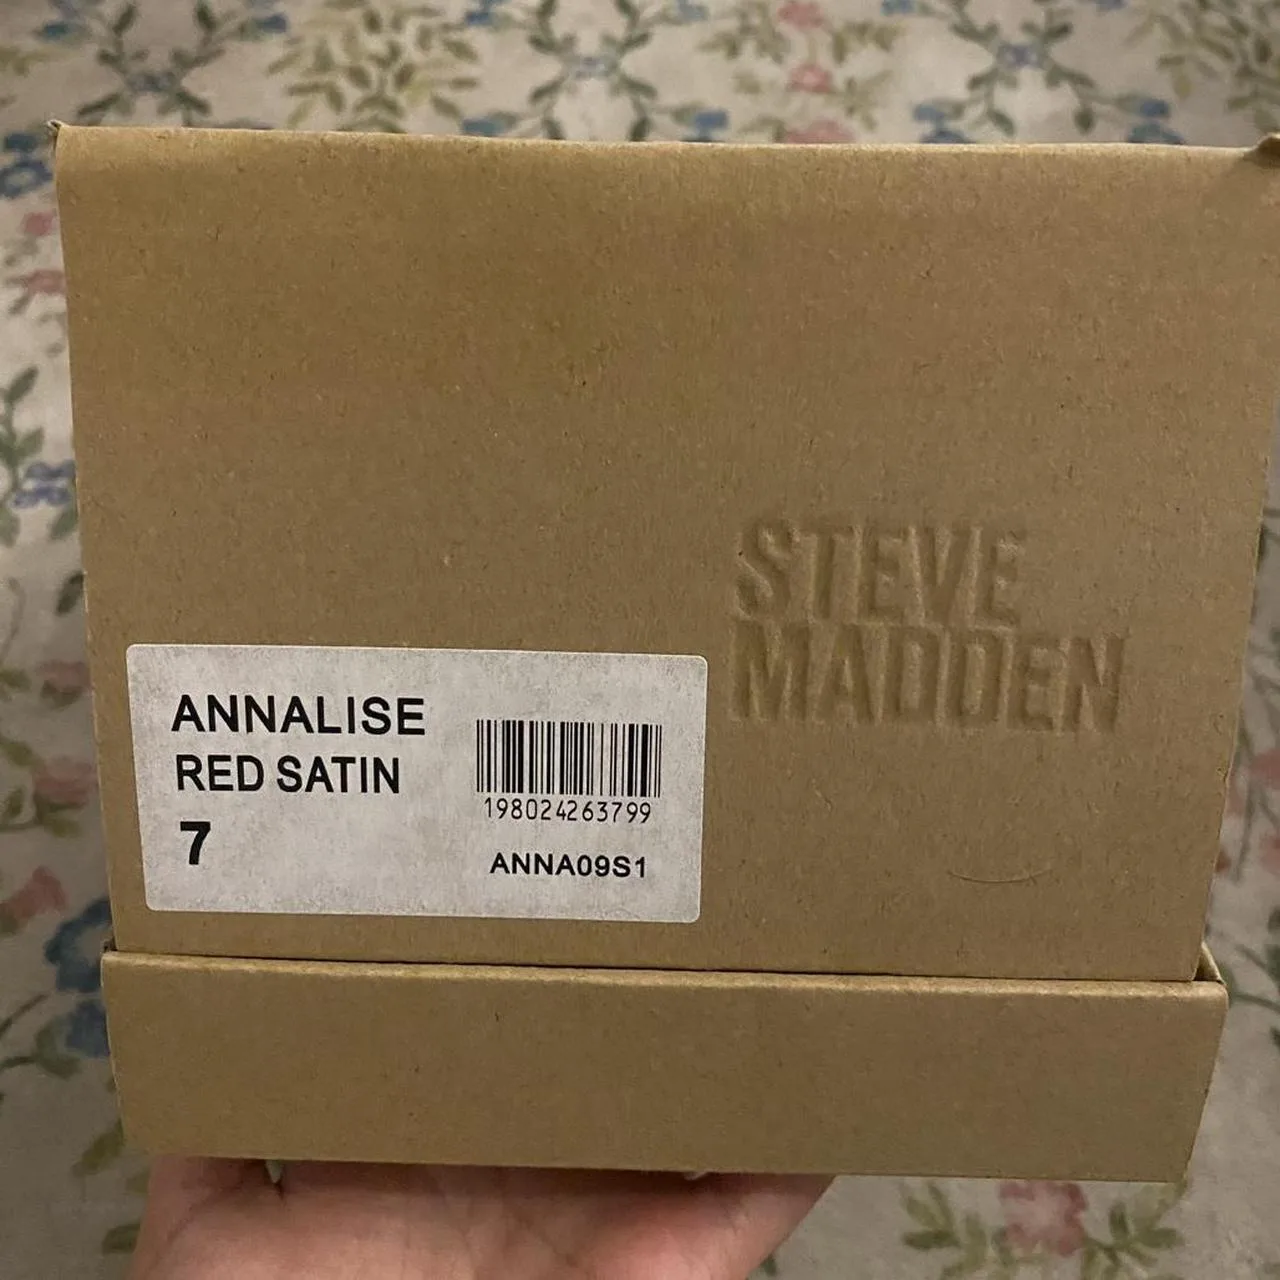 STEVE
MADDEN
ANNALISE
RED SATIN
7
198024263799
ANNA09S1